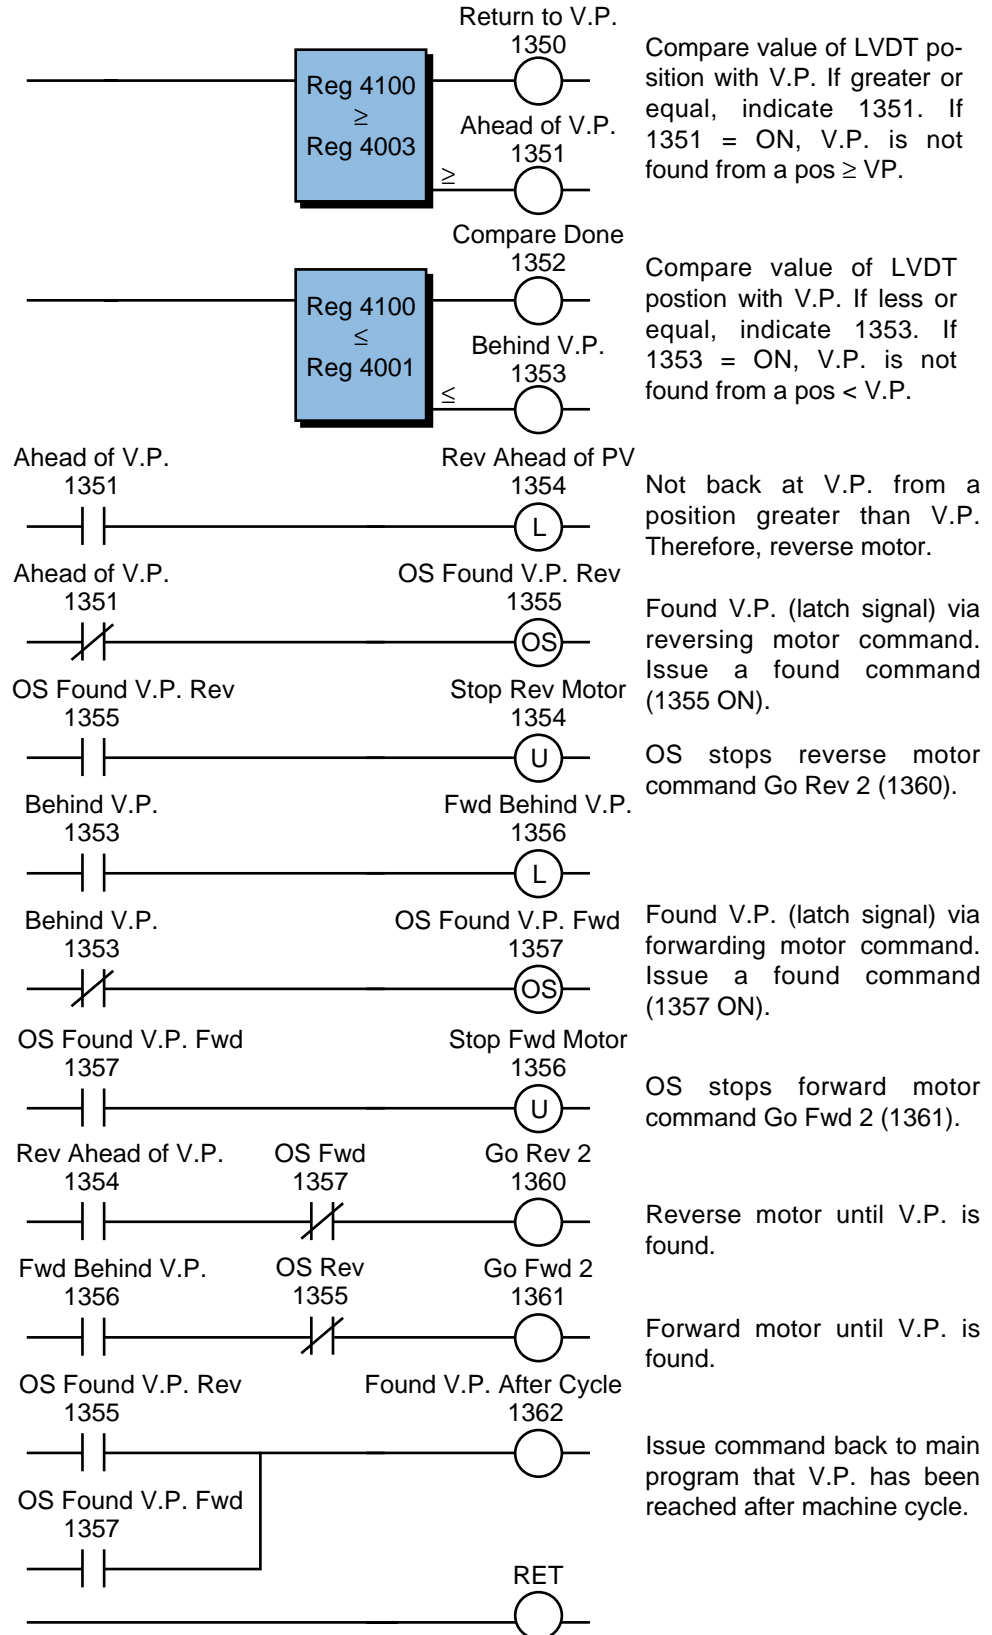 Return to V.P.
1350
Reg 4100
≥
Reg 4003
Ahead of V.P.
1351
≥
Compare value of LVDT po-
sition with V.P. If greater or
equal, indicate 1351. If
1351 = ON, V.P. is not
found from a pos ≥ VP.
Compare Done
1352
Reg 4100
≤
Reg 4001
Behind V.P.
1353
≤
Compare value of LVDT
postion with V.P. If less or
equal, indicate 1353. If
1353 = ON, V.P. is not
found from a pos < V.P.
Ahead of V.P.
1351
Rev Ahead of PV
1354
L
Not back at V.P. from a
position greater than V.P.
Therefore, reverse motor.
Ahead of V.P.
1351
OS Found V.P. Rev
1355
OS
Found V.P. (latch signal) via
reversing motor command.
Issue a found command
(1355 ON).
OS Found V.P. Rev
1355
Stop Rev Motor
1354
U
OS stops reverse motor
command Go Rev 2 (1360).
Behind V.P.
1353
Fwd Behind V.P.
1356
L
Behind V.P.
1353
OS Found V.P. Fwd
1357
OS
Found V.P. (latch signal) via
forwarding motor command.
Issue a found command
(1357 ON).
OS Found V.P. Fwd
1357
Stop Fwd Motor
1356
U
OS stops forward motor
command Go Fwd 2 (1361).
Rev Ahead of V.P.
1354
OS Fwd
1357
Go Rev 2
1360
Reverse motor until V.P. is
found.
Fwd Behind V.P.
1356
OS Rev
1355
Go Fwd 2
1361
Forward motor until V.P. is
found.
OS Found V.P. Rev
1355
Found V.P. After Cycle
1362
Issue command back to main
program that V.P. has been
reached after machine cycle.
OS Found V.P. Fwd
1357
RET